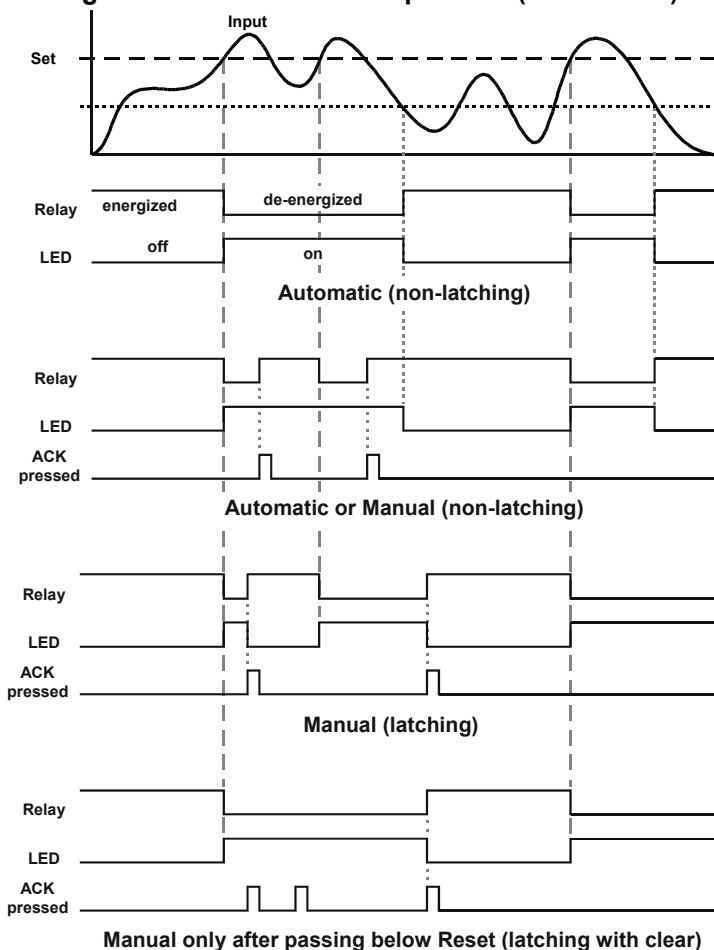 Input
Set
Relay energized de-energized
LED off on
Automatic (non-latching)
Relay
LED
ACK
pressed
Automatic or Manual (non-latching)
Relay
LED
ACK
pressed
Manual (latching)
Relay
LED
ACK
pressed
Manual only after passing below Reset (latching with clear)